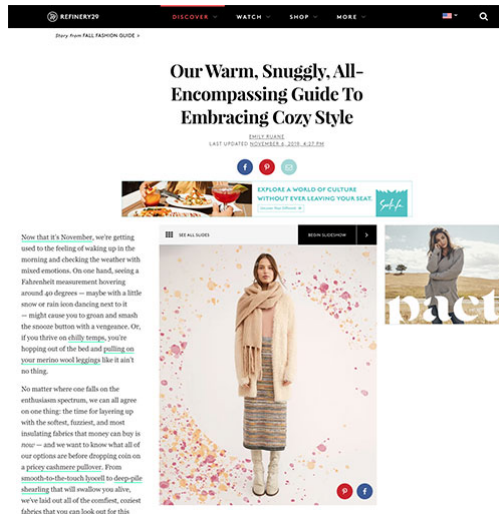 REFINERY29
DISCOVER
WATCH
SHOP
MORE
Story from FALL FASHION GUIDE >
Our Warm, Snuggly, All-
Encompassing Guide To
Embracing Cozy Style
EMILY RUANE
LAST UPDATED NOVEMBER 6, 2019, 4:27 PM
EXPLORE A WORLD OF CULTURE
WITHOUT EVER LEAVING YOUR SEAT.
SEE ALL SLIDES
BEGIN SLIDESHOW
pact
Now that it's November, we're getting
used to the feeling of waking up in the
morning and checking the weather with
mixed emotions. On one hand, seeing a
Fahrenheit measurement hovering
around 40 degrees — maybe with a little
snow or rain icon dancing next to it
— might cause you to groan and smash
the snooze button with a vengeance. Or,
if you thrive on chilly temps, you're
hopping out of the bed and pulling on
your merino wool leggings like it ain't
no thing.
No matter where one falls on the
enthusiasm spectrum, we can all agree
on one thing: the time for layering up
with the softest, fuzziest, and most
insulating fabrics that money can buy is
now — and we want to know what all of
our options are before dropping coin on
a pricey cashmere pullover. From
smooth-to-the-touch lyocell to deep-pile
shearling that will swallow you alive,
we've laid out all of the comfiest, coziest
fabrics that you can look out for this